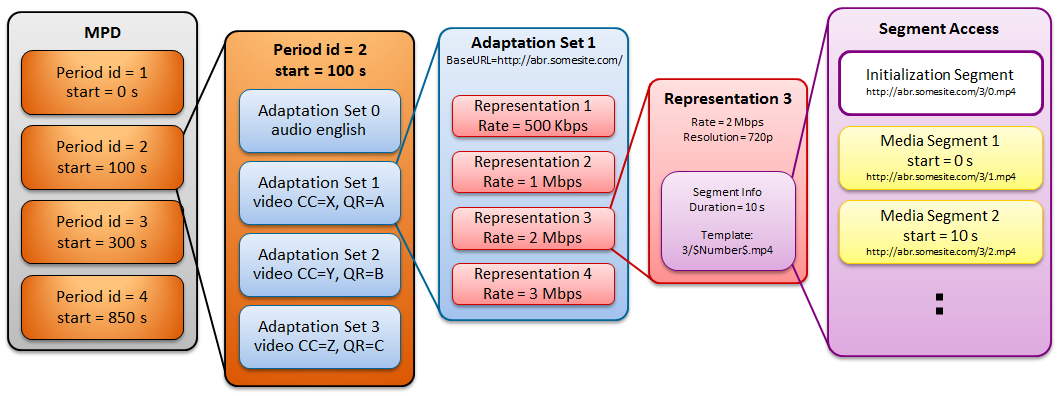 MPD
Period id = 1
start = 0 s
Period id = 2
start = 100 s
Period id = 3
start = 300 s
Period id = 4
start = 850 s
Period id = 2
start = 100 s
Adaptation Set 0
audio english
Adaptation Set 1
video CC=X, QR=A
Adaptation Set 2
video CC=Y, QR=B
Adaptation Set 3
video CC=Z, QR=C
Adaptation Set 1
BaseURL=http://abr.somesite.com/
Representation 1
Rate = 500 Kbps
Representation 2
Rate = 1 Mbps
Representation 3
Rate = 2 Mbps
Representation 4
Rate = 3 Mbps
Representation 3
Rate = 2 Mbps
Resolution = 720p
Segment Info
Duration = 10 s
Template:
3/$Number$.mp4
Segment Access
Initialization Segment
http://abr.somesite.com/3/0.mp4
Media Segment 1
start = 0s
http://abr.somesite.com/3/1.mp4
Media Segment 2
start = 10s
http://abr.somesite.com/3/2.mp4
: